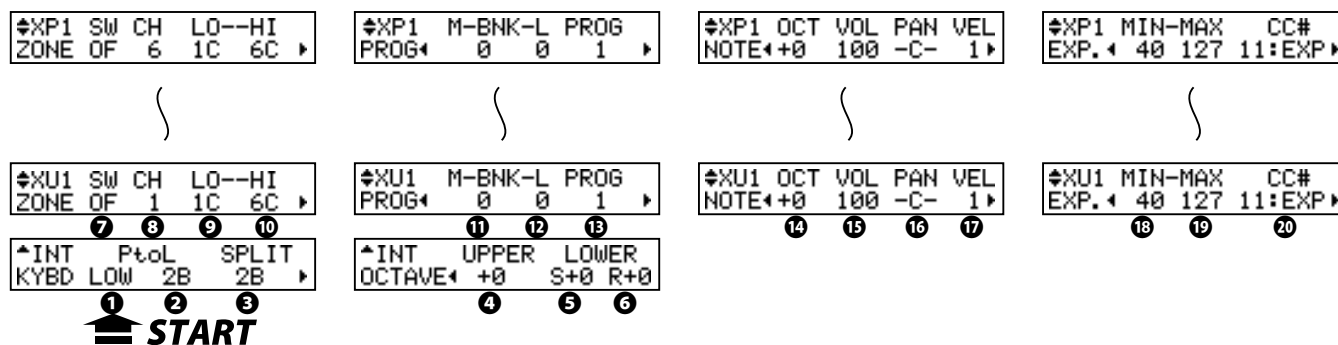 XP1 SW CH LO--HI
ZONE OF 6 1C 6C
XP1 M-BNK-L PROG
PROG 0 0 1
XP1 OCT VOL PAN VEL
NOTE +0 100 -C- 1
XP1 MIN-MAX CC#
EXP. 40 127 11:EXP
XU1 SW CH LO--HI
ZONE OF 1 1C 6C
7 8 9 10
XU1 M-BNK-L PROG
PROG 0 0 1
11 12 13
XU1 OCT VOL PAN VEL
NOTE +0 100 -C- 1
14 15 16 17
XU1 MIN-MAX CC#
EXP. 40 127 11:EXP
18 19 20
INT PtoL SPLIT
KYBD LOW 2B 2B
1 2 3
START
INT UPPER LOWER
OCTAVE +0 S+0 R+0
4 5 6